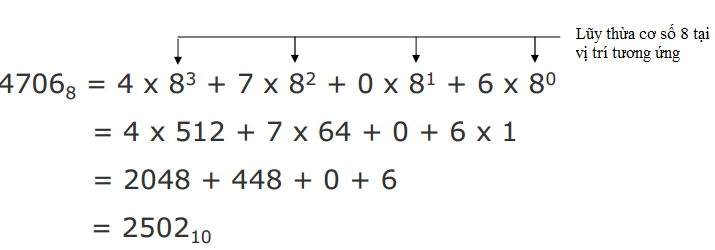 Lũy thừa cơ số 8 tại
vị trí tương ứng
4706₈ = 4 x 8³ + 7 x 8² + 0 x 8¹ + 6 x 8⁰
= 4 x 512 + 7 x 64 + 0 + 6 x 1
= 2048 + 448 + 0 + 6
= 2502₁₀